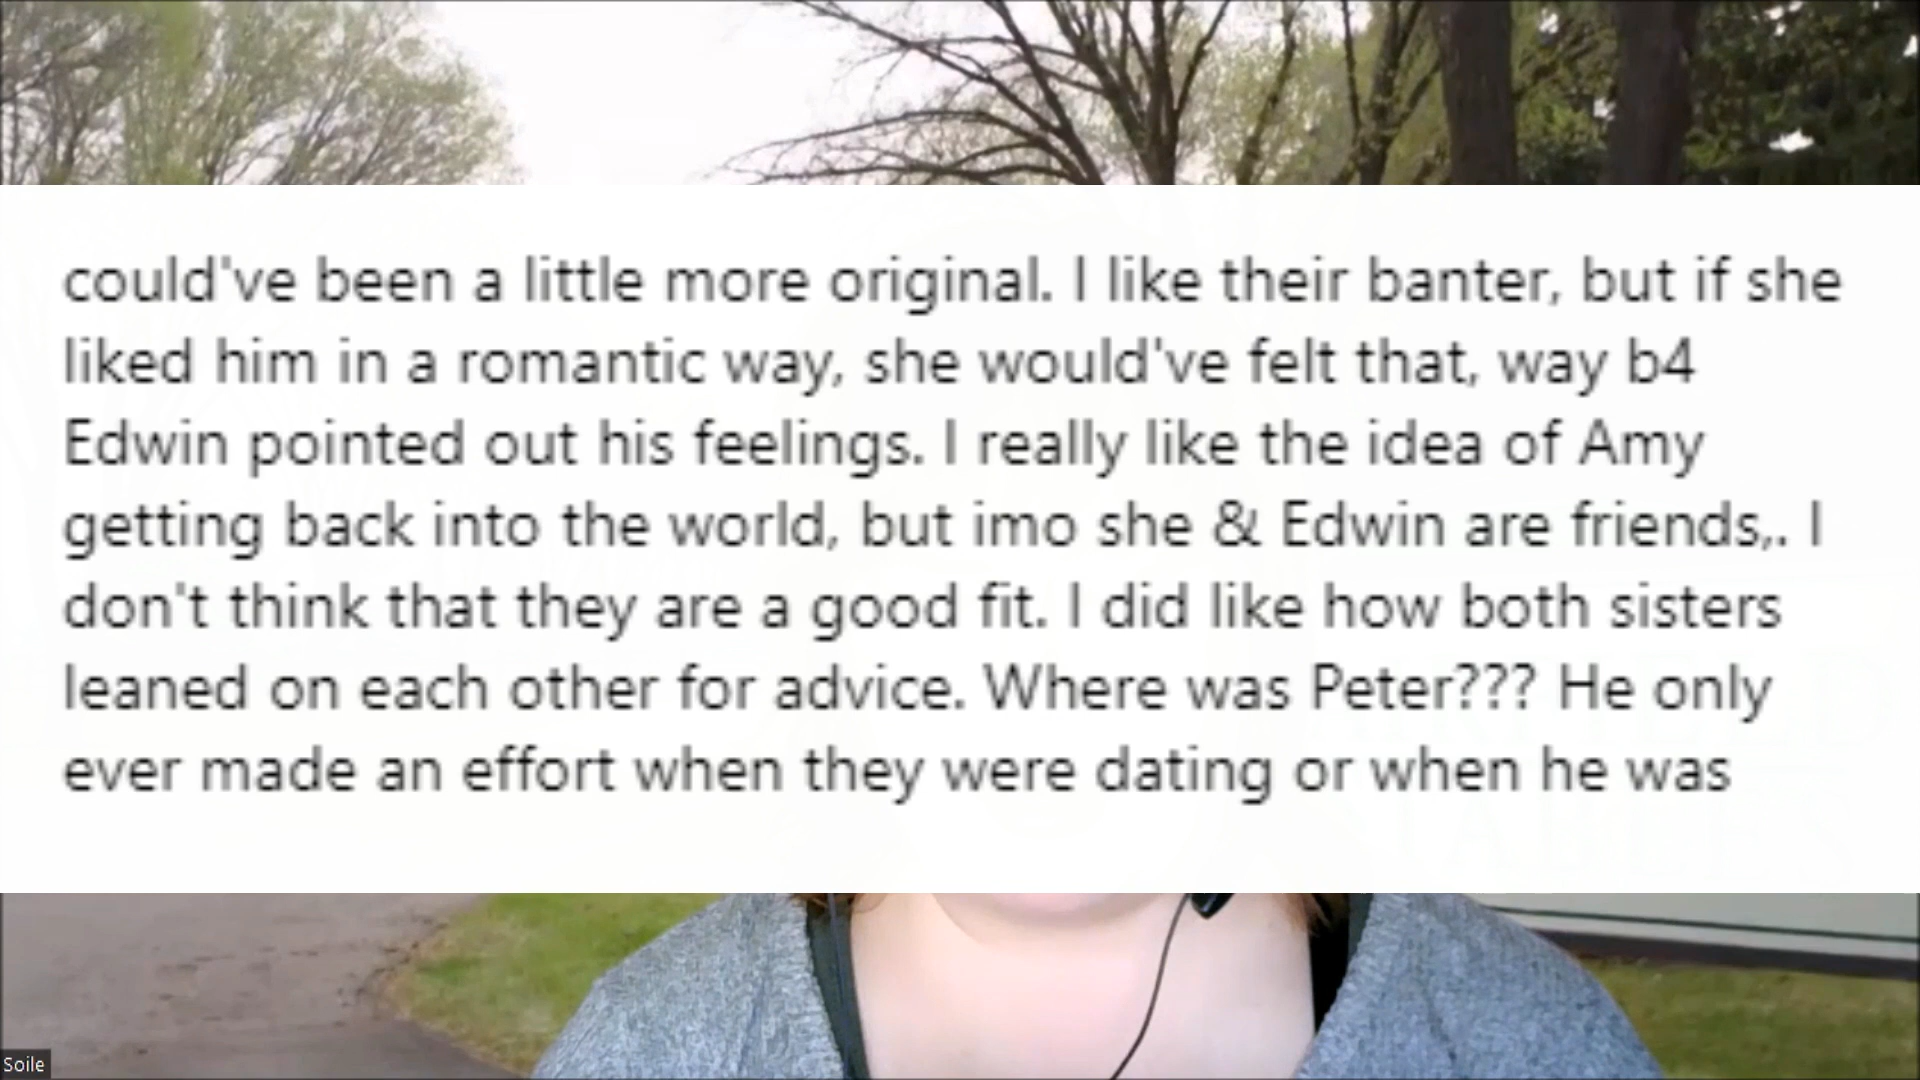 could've been a little more original. I like their banter, but if she
liked him in a romantic way, she would've felt that, way b4
Edwin pointed out his feelings. I really like the idea of Amy
getting back into the world, but imo she & Edwin are friends,. I
don't think that they are a good fit. I did like how both sisters
leaned on each other for advice. Where was Peter??? He only
ever made an effort when they were dating or when he was
Soile